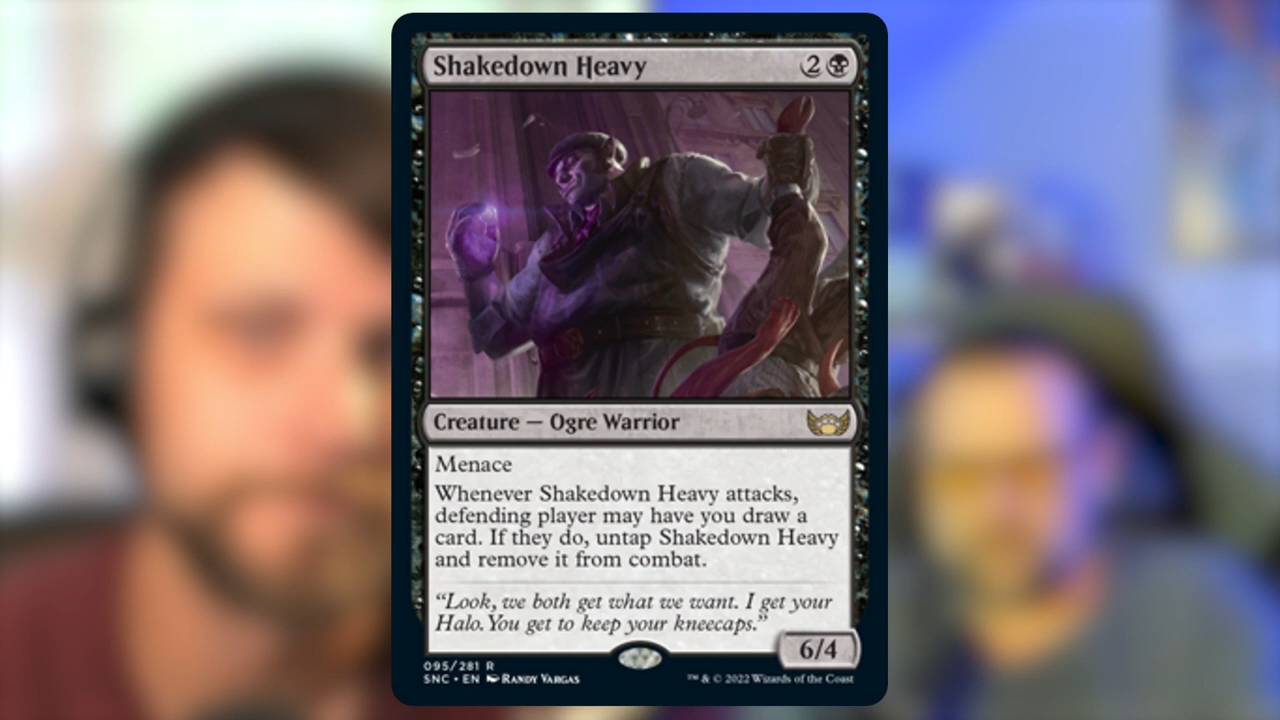 Shakedown Heavy 2
Creature — Ogre Warrior
Menace
Whenever Shakedown Heavy attacks,
defending player may have you draw a
card. If they do, untap Shakedown Heavy
and remove it from combat.
“Look, we both get what we want. I get your
Halo. You get to keep your kneecaps.”
6/4
095/281 R
SNC • EN RANDY VARGAS
™ & © 2022 Wizards of the Coast